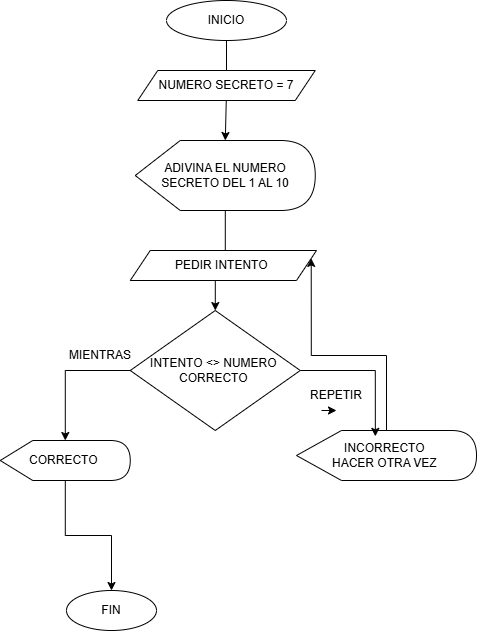 INICIO
NUMERO SECRETO = 7
ADIVINA EL NUMERO
SECRETO DEL 1 AL 10
PEDIR INTENTO
MIENTRAS
INTENTO <> NUMERO
CORRECTO
REPETIR
CORRECTO
INCORRECTO
HACER OTRA VEZ
FIN